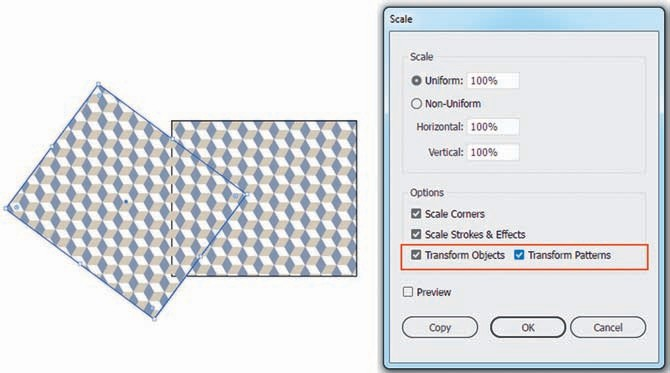 Scale
Scale
Uniform: 100%
Non-Uniform
Horizontal: 100%
Vertical: 100%
Options
Scale Corners
Scale Strokes & Effects
Transform Objects Transform Patterns
Preview
Copy OK Cancel